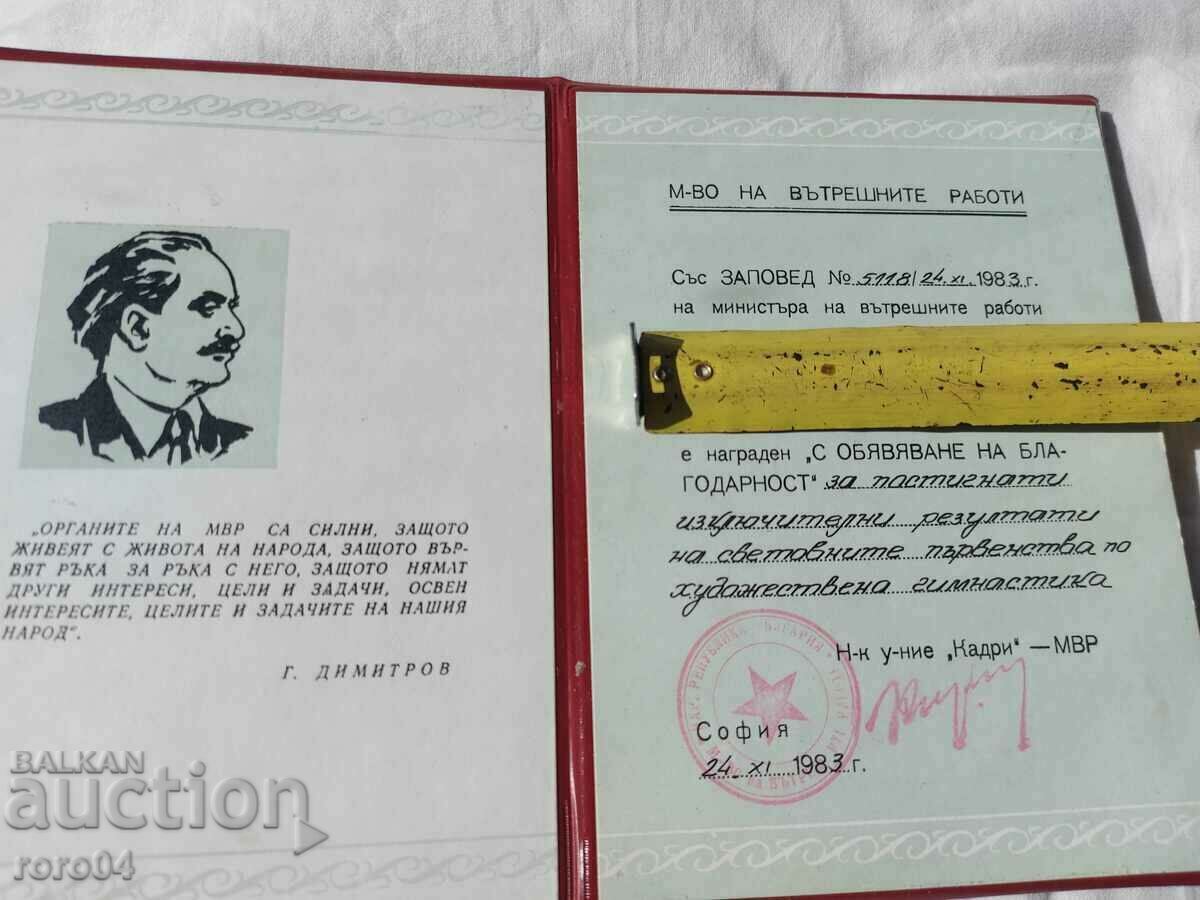 „ОРГАНИТЕ НА МВР СА СИЛНИ, ЗАЩОТО
ЖИВЕЯТ С ЖИВОТА НА НАРОДА, ЗАЩОТО ВЪР-
ВЯТ РЪКА ЗА РЪКА С НЕГО, ЗАЩОТО НЯМАТ
ДРУГИ ИНТЕРЕСИ, ЦЕЛИ И ЗАДАЧИ, ОСВЕН
ИНТЕРЕСИТЕ, ЦЕЛИТЕ И ЗАДАЧИТЕ НА НАШИЯ
НАРОД“.
Г. ДИМИТРОВ
М-ВО НА ВЪТРЕШНИТЕ РАБОТИ
Със ЗАПОВЕД № 5118/24.XI.1983г.
на министъра на вътрешните работи
е награден „С ОБЯВЯВАНЕ НА БЛА-
ГОДАРНОСТ“ за постигнати
изключителни резултати
на световните първенства по
художествена гимнастика
Н-к у-ние „Кадри“ — МВР
София
24. XI 1983 г.
BALKAN
auction
roro04